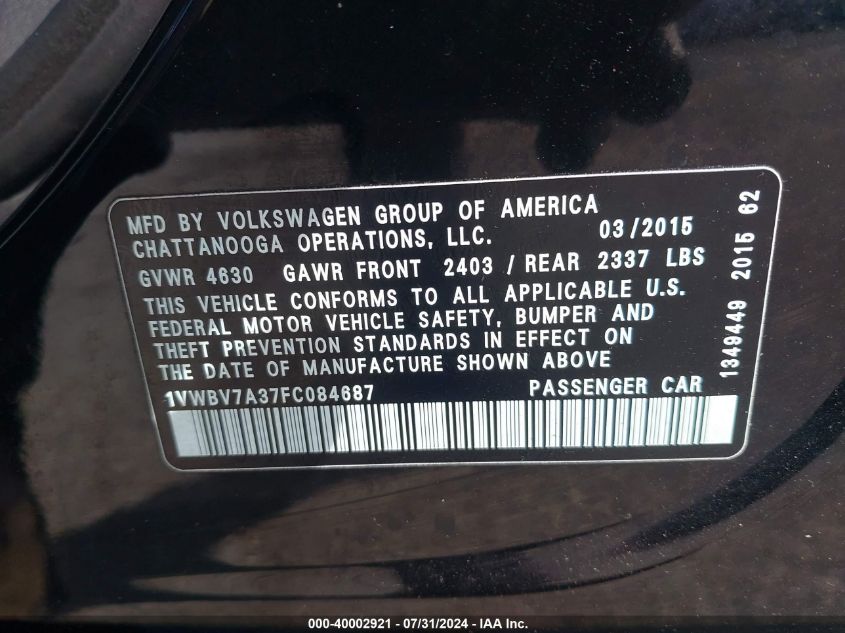 MFD BY VOLKSWAGEN GROUP OF AMERICA
CHATTANOOGA OPERATIONS, LLC. 03/2015
GVWR 4630 GAWR FRONT 2403 / REAR 2337 LBS
THIS VEHICLE CONFORMS TO ALL APPLICABLE U.S.
FEDERAL MOTOR VEHICLE SAFETY, BUMPER AND
THEFT PREVENTION STANDARDS IN EFFECT ON
THE DATE OF MANUFACTURE SHOWN ABOVE
1VWBV7A37FC084687 PASSENGER CAR
1349449 2015 62
000-40002921 - 07/31/2024 - IAA Inc.